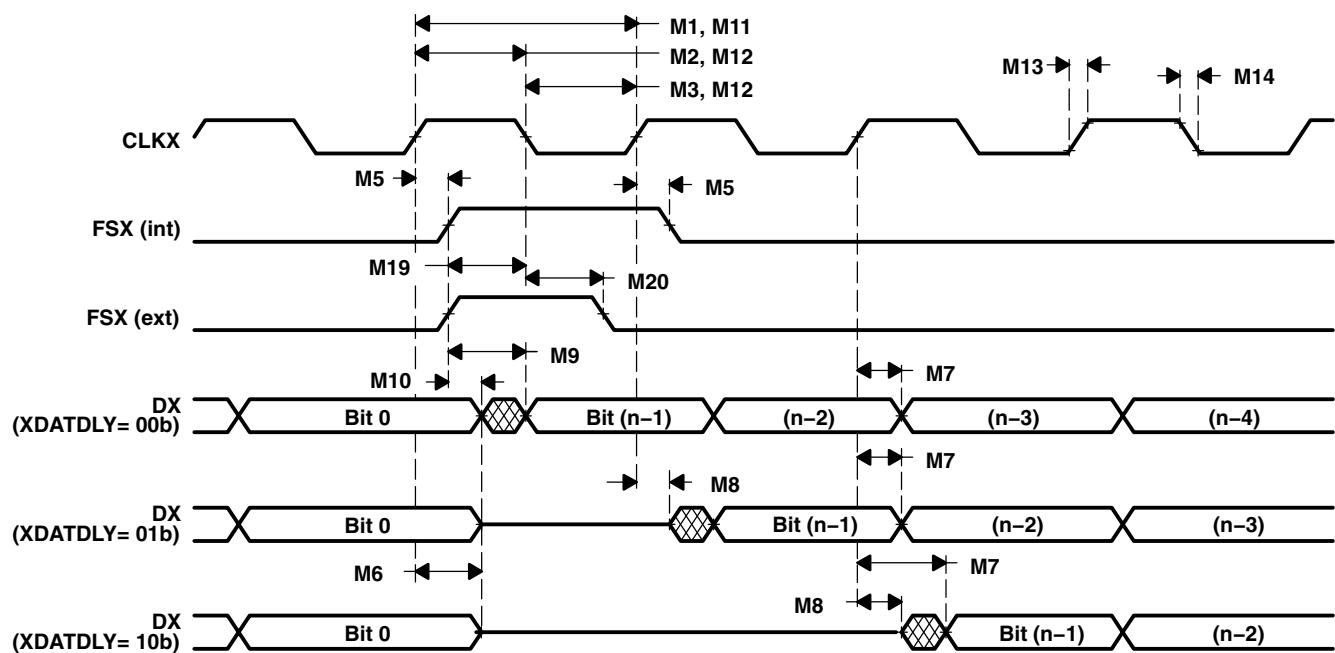 M1, M11
M2, M12
M3, M12
M13
M14
CLKX
M5
M5
FSX (int)
M19
M20
FSX (ext)
M9
M10
M7
DX
(XDATDLY= 00b)
Bit 0
Bit (n−1)
(n−2)
(n−3)
(n−4)
M7
M8
DX
(XDATDLY= 01b)
Bit 0
Bit (n−1)
(n−2)
(n−3)
M6
M7
M8
DX
(XDATDLY= 10b)
Bit 0
Bit (n−1)
(n−2)